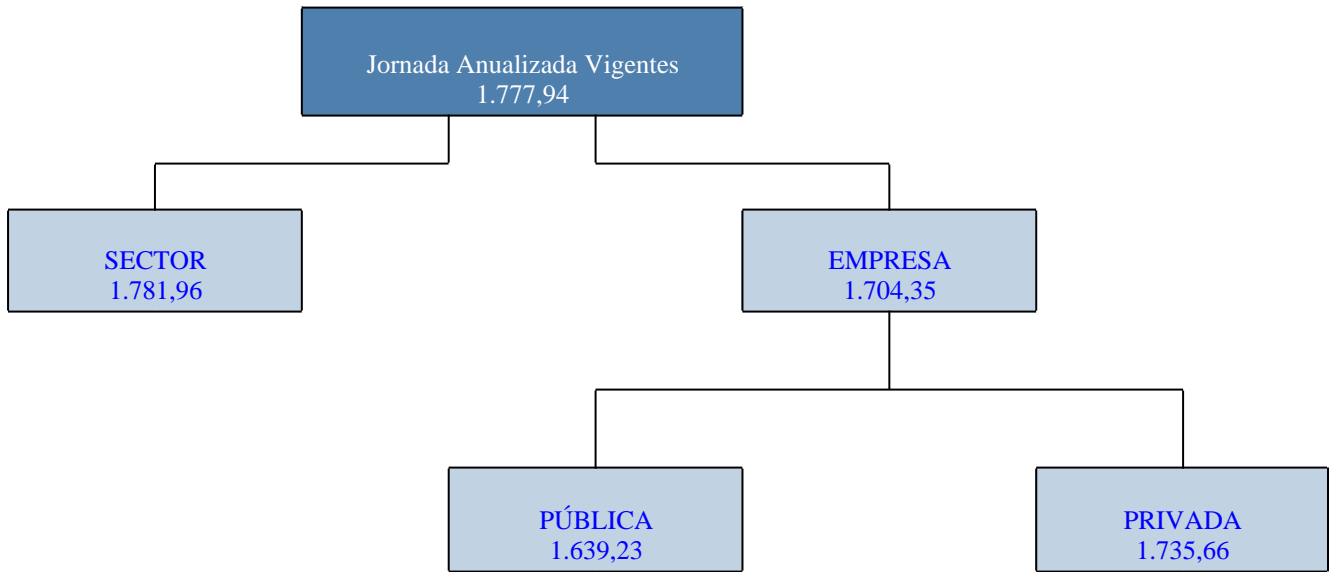 Jornada Anualizada Vigentes
1.777,94
SECTOR
1.781,96
EMPRESA
1.704,35
PÚBLICA
1.639,23
PRIVADA
1.735,66